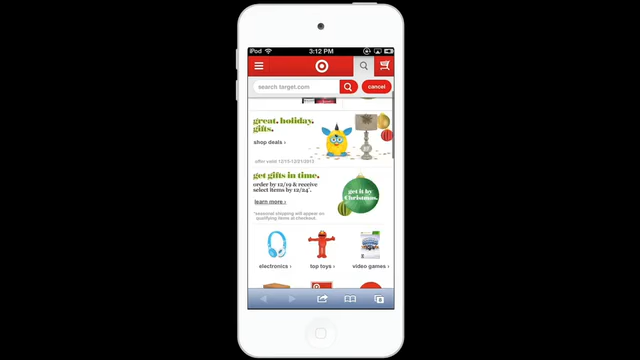 iPod 3:12 PM
search target.com cancel
great. holiday.
gifts.
shop deals ›
offer valid 12/15-12/21/2013
get gifts in time.
order by 12/19 & receive
select items by 12/24*.
learn more ›
*seasonal shipping will appear on
qualifying items at checkout.
get it by
Christmas.
electronics › top toys › video games ›